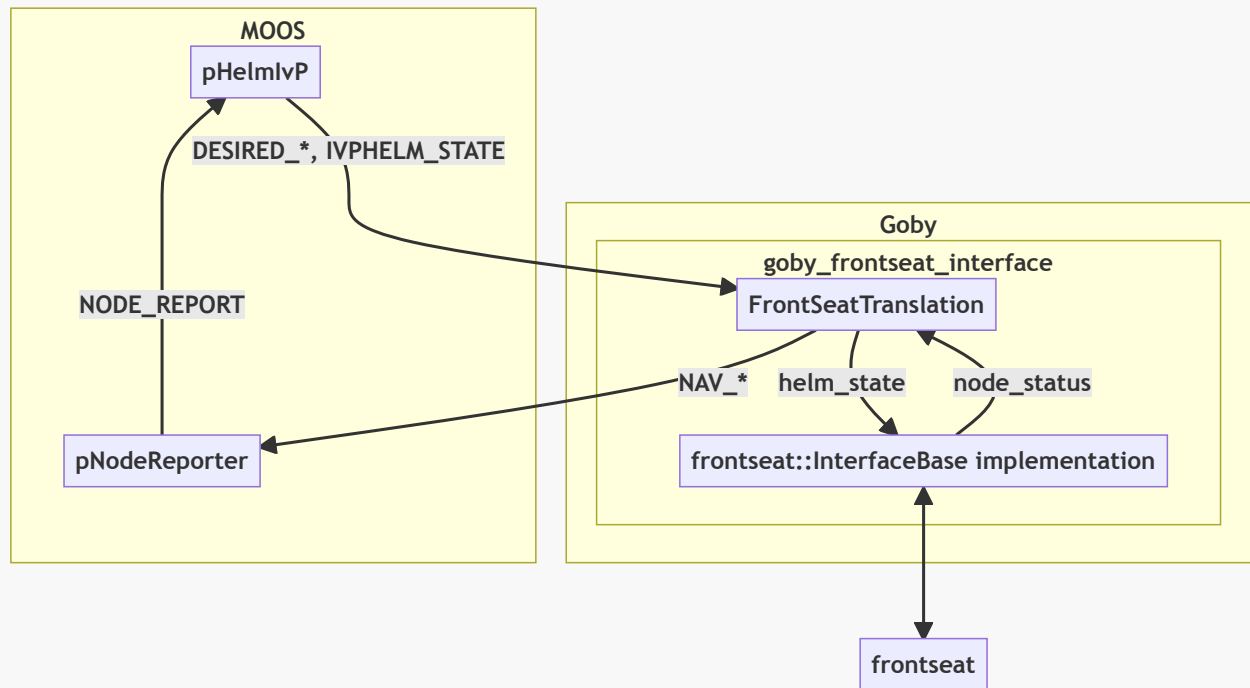 MOOS
pHelmIvP
DESIRED_*, IVPHELM_STATE
Goby
goby_frontseat_interface
NODE_REPORT
FrontSeatTranslation
NAV_*
helm_state
node_status
pNodeReporter
frontseat::InterfaceBase implementation
frontseat